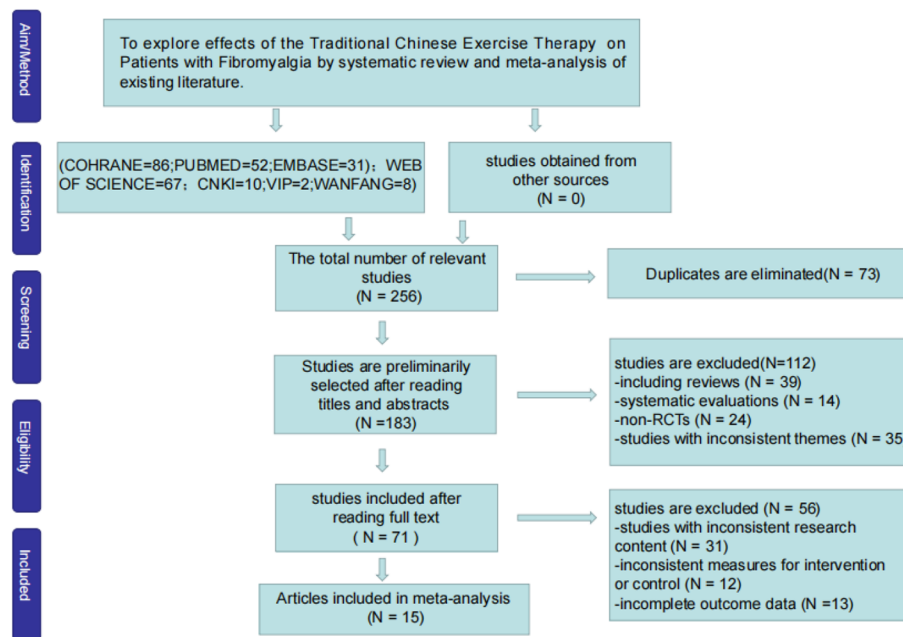 Aim/Method
To explore effects of the Traditional Chinese Exercise Therapy on
Patients with Fibromyalgia by systematic review and meta-analysis of
existing literature.
Identification
(COHRANE=86;PUBMED=52;EMBASE=31)；WEB
OF SCIENCE=67；CNKI=10;VIP=2;WANFANG=8)
studies obtained from
other sources
(N = 0)
The total number of relevant
studies
(N = 256)
Duplicates are eliminated(N = 73)
Screening
Studies are preliminarily
selected after reading
titles and abstracts
(N =183)
studies are excluded(N=112)
-including reviews (N = 39)
-systematic evaluations (N = 14)
-non-RCTs (N = 24)
-studies with inconsistent themes (N = 35
Eligibility
studies included after
reading full text
( N = 71 )
studies are excluded (N = 56)
-studies with inconsistent research
content (N = 31)
-inconsistent measures for intervention
or control (N = 12)
-incomplete outcome data (N =13)
Included
Articles included in meta-analysis
(N = 15)